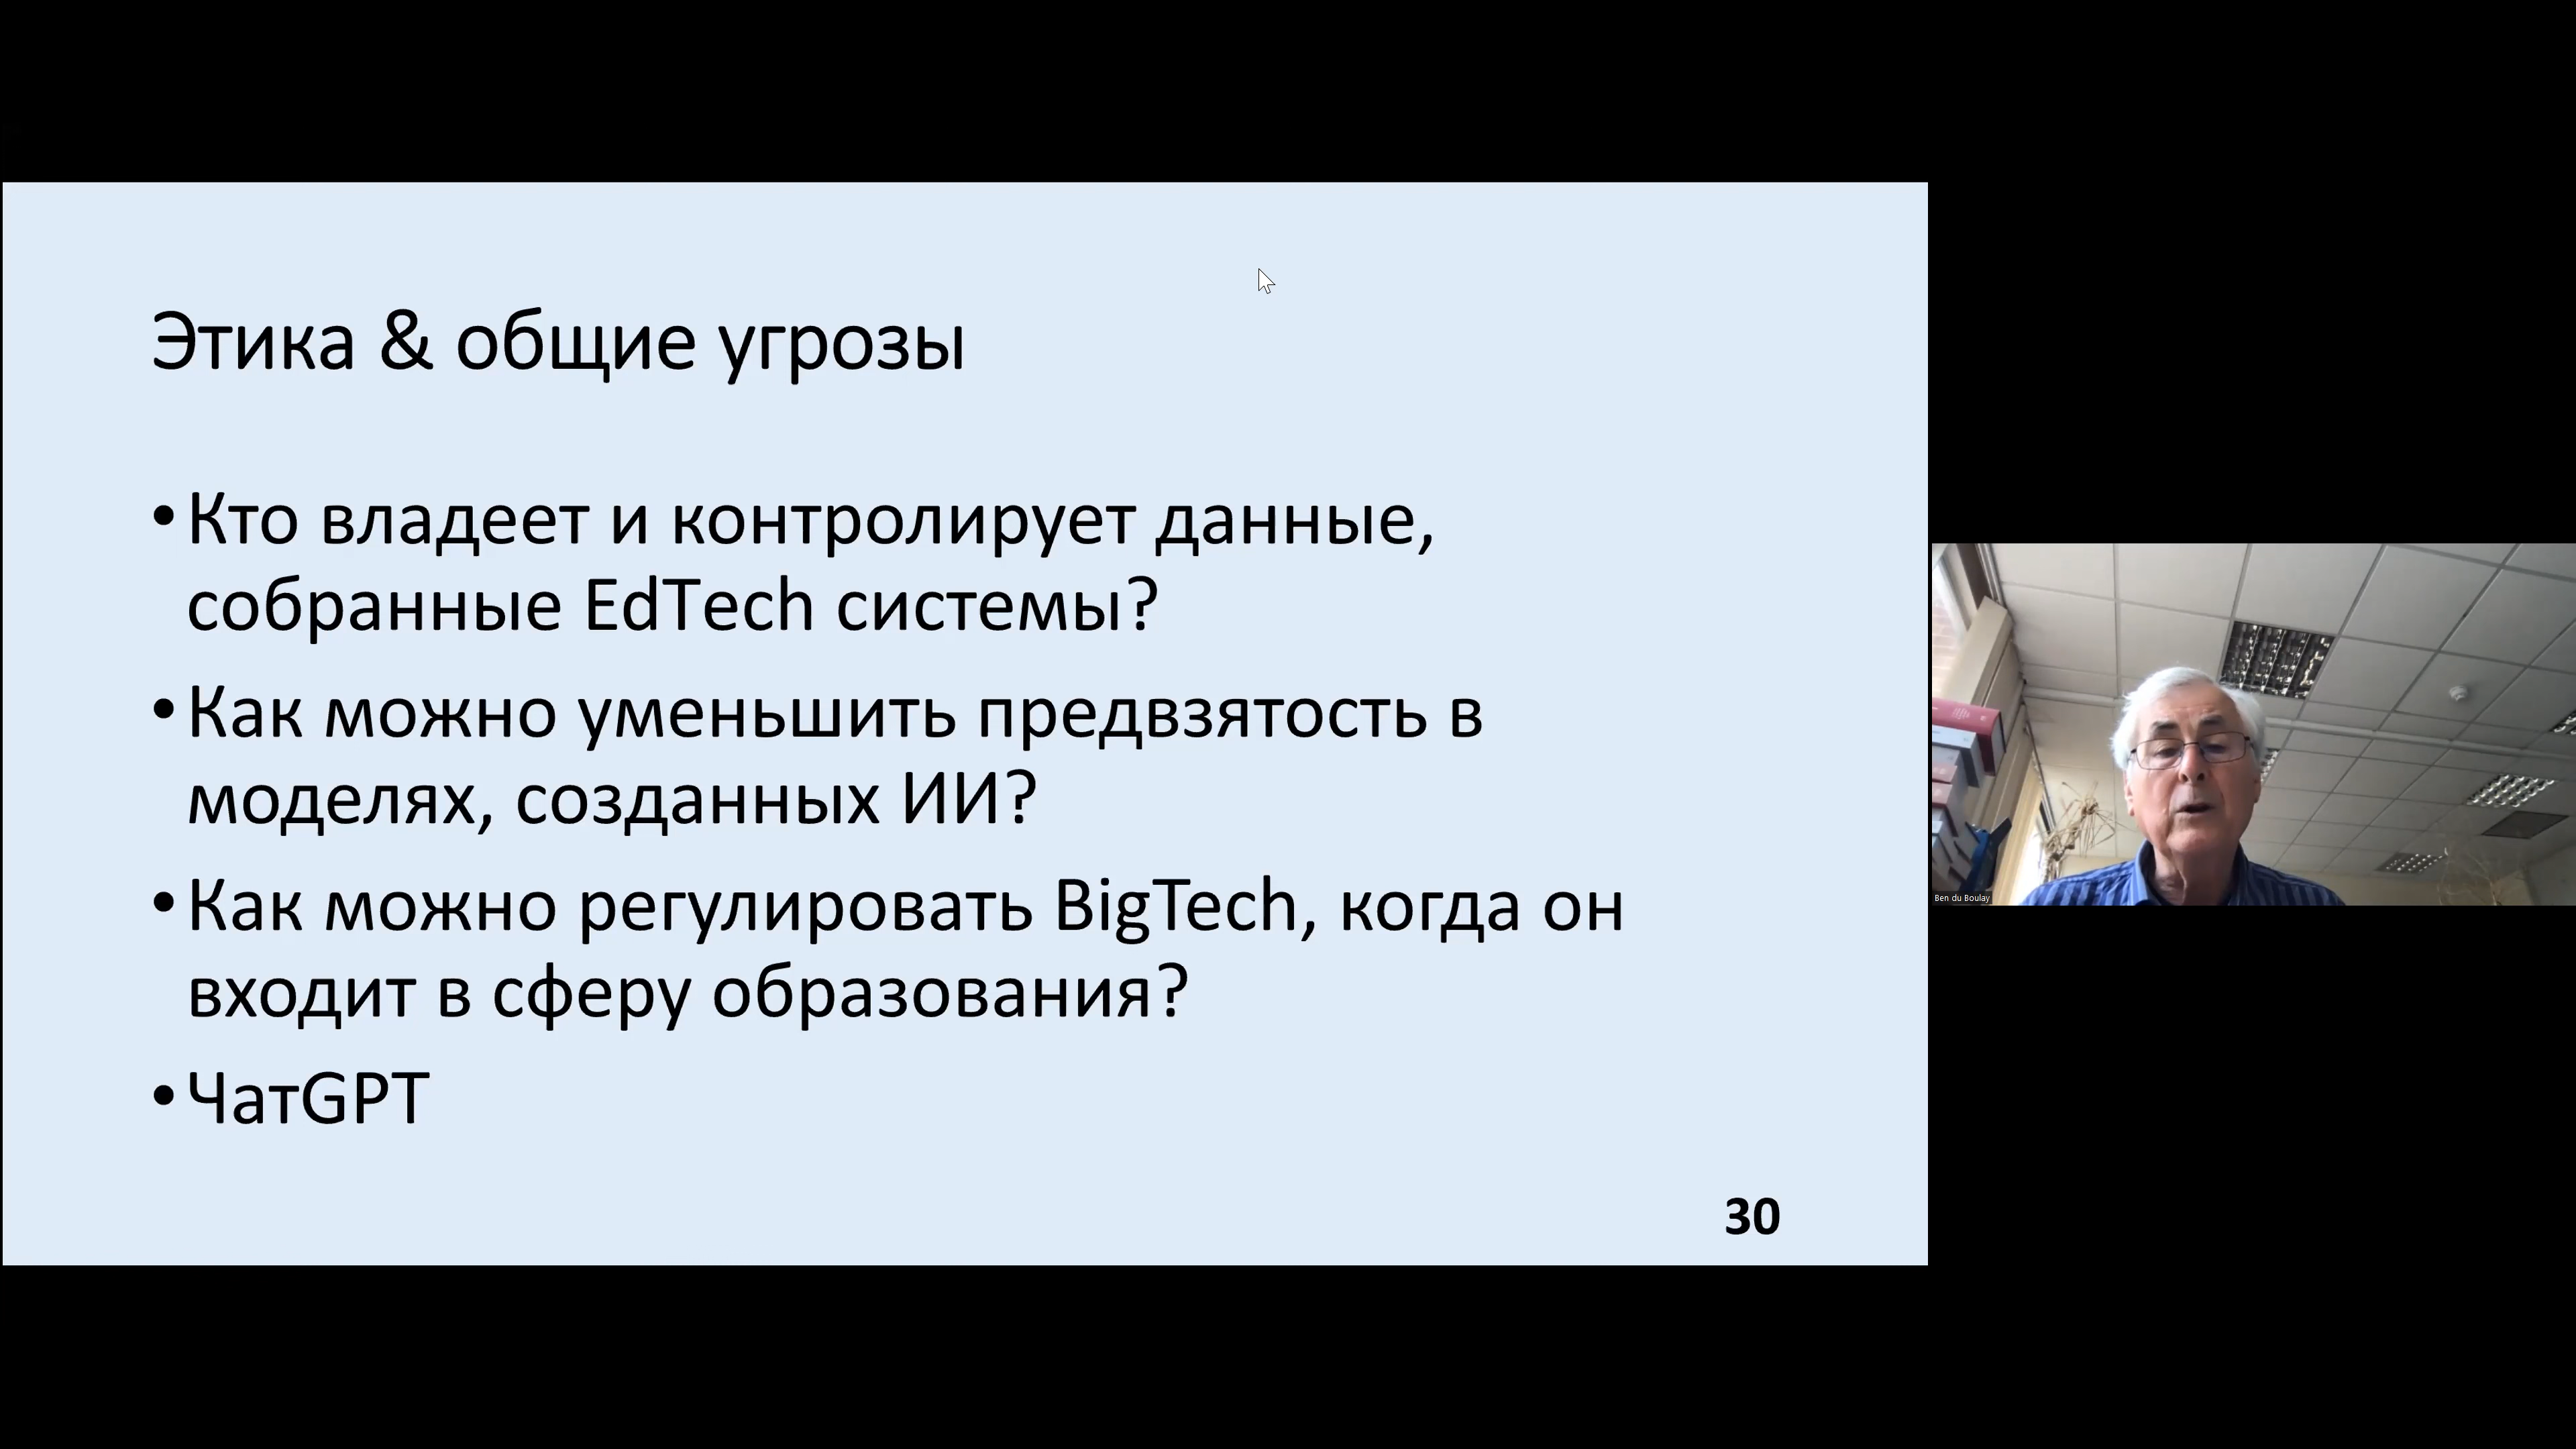 Этика & общие угрозы
•Кто владеет и контролирует данные,
собранные EdTech системы?
•Как можно уменьшить предвзятость в
моделях, созданных ИИ?
•Как можно регулировать BigTech, когда он
входит в сферу образования?
•ЧатGPT
30
Ben du Boulay